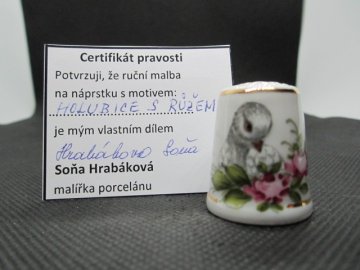 Certifikát pravosti
Potvrzuji, že ruční malba
na náprstku s motivem:
HOLUBICE S RŮŽEMI
je mým vlastním dílem
Hrabáková Soňa
Soňa Hrabáková
malířka porcelánu